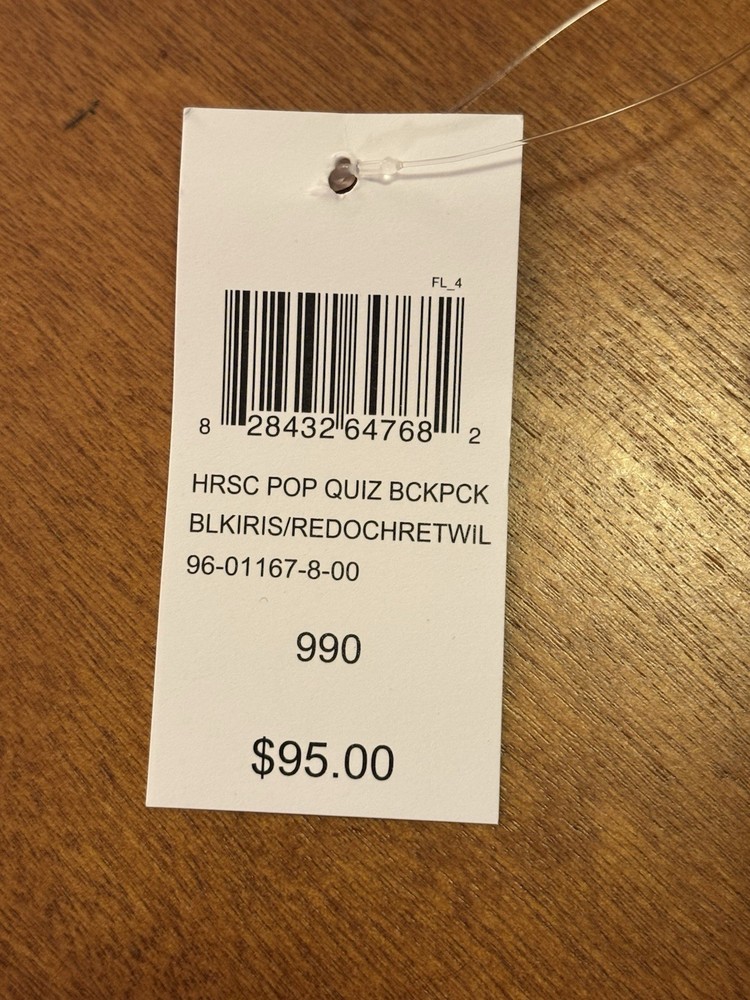 FL_4
8 28432 64768 2
HRSC POP QUIZ BCKPCK
BLKIRIS/REDOCHRETWIL
96-01167-8-00
990
$95.00